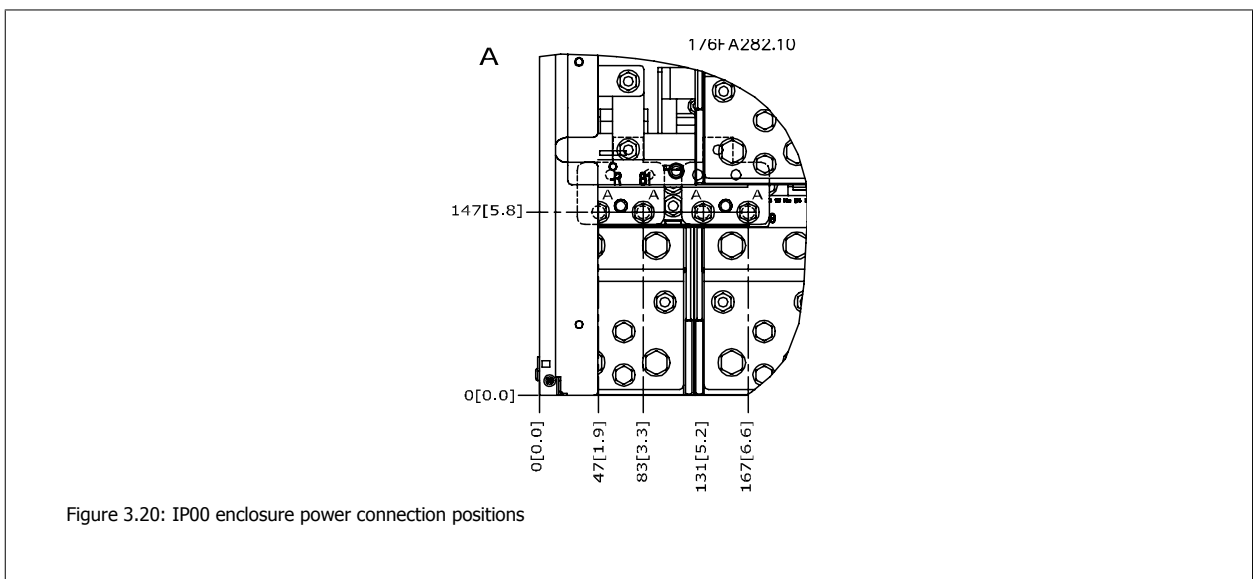 176FA282.10
A
R 81
A A A A
147[5.8]
0[0.0]
0[0.0]
47[1.9]
83[3.3]
131[5.2]
167[6.6]
Figure 3.20: IP00 enclosure power connection positions